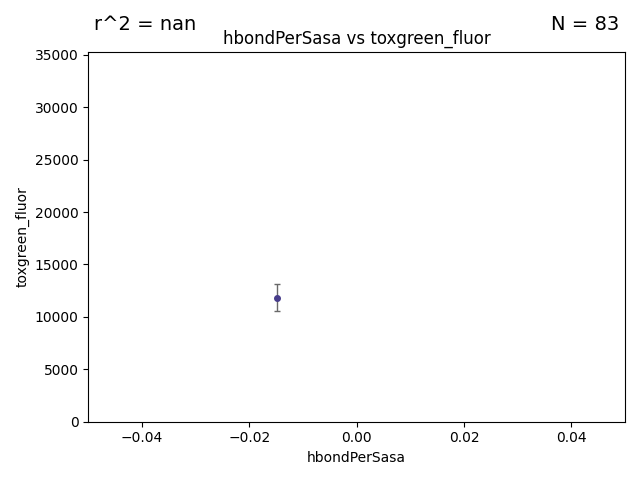 r^2 = nan
N = 83
hbondPerSasa vs toxgreen_fluor
35000
30000
25000
20000
15000
10000
5000
0
toxgreen_fluor
−0.04
−0.02
0.00
0.02
0.04
hbondPerSasa